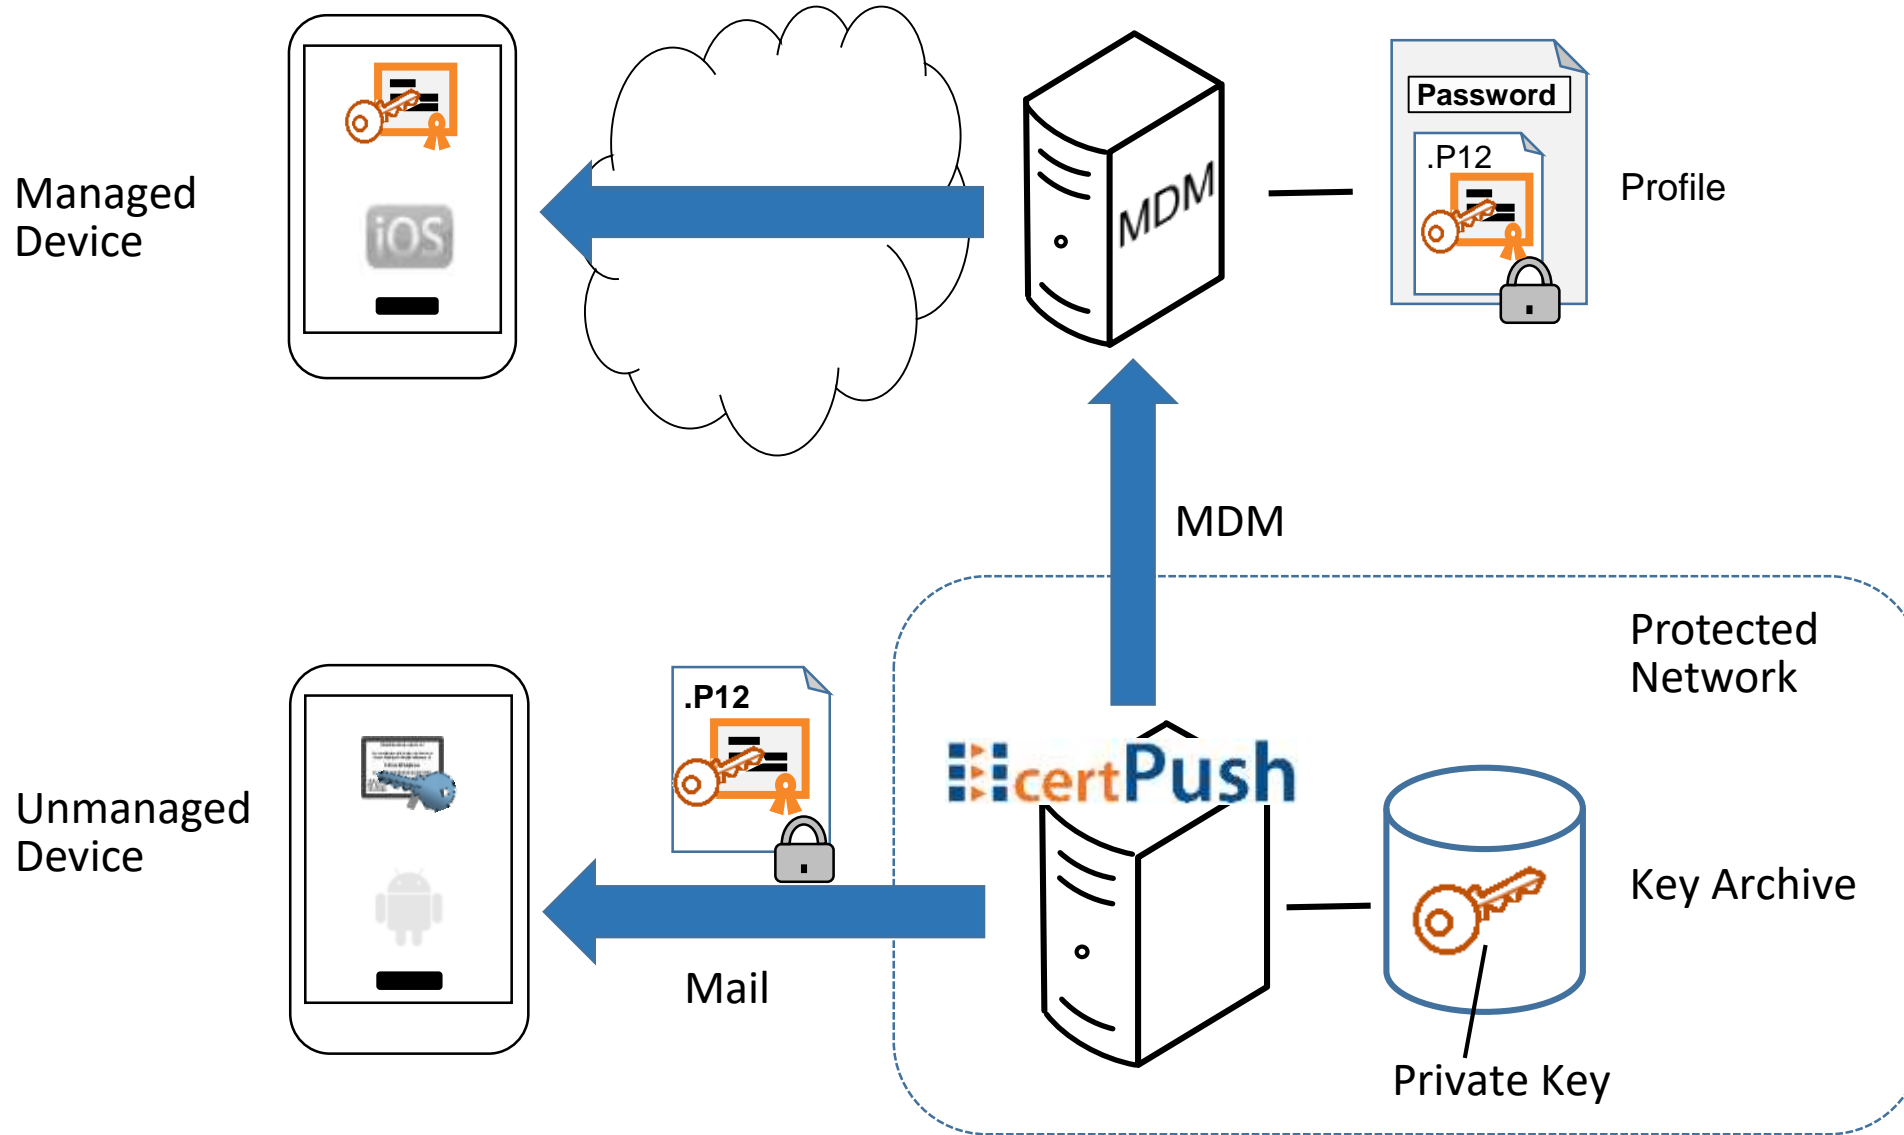 Managed
Device
iOS
MDM
Password
.P12
Profile
MDM
Protected
Network
Unmanaged
Device
.P12
Mail
certPush
Key Archive
Private Key